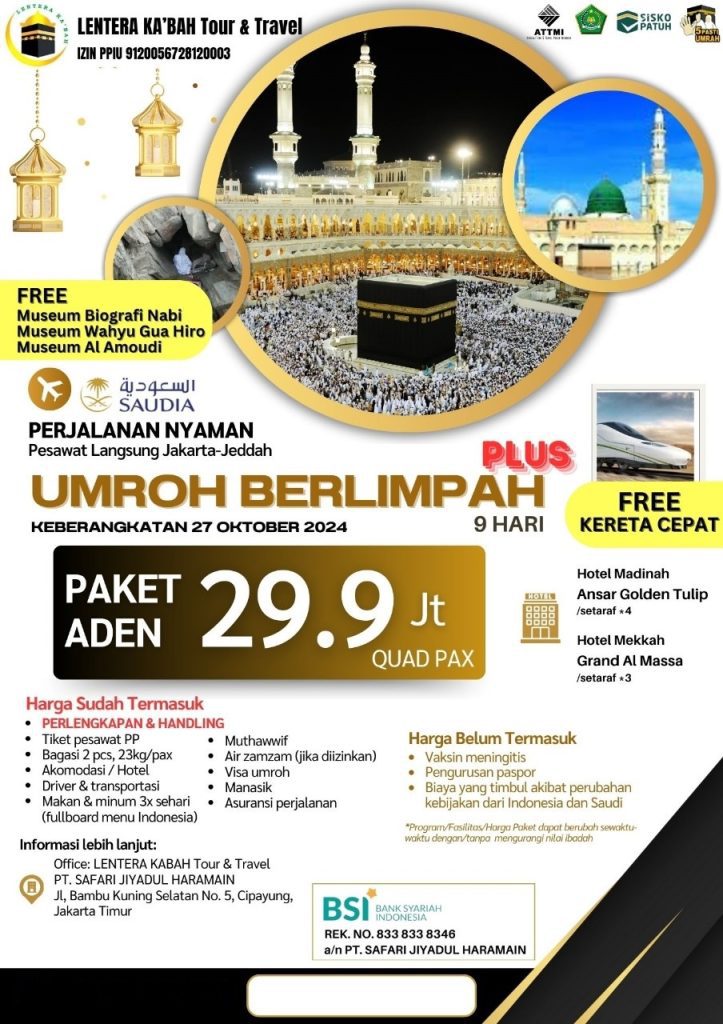 LENTERA KA'BAH
LENTERA KA'BAH Tour & Travel
IZIN PPIU 9120056728120003
ATTMI
SISKO
PATUH
5 PASTI
UMRAH
FREE
Museum Biografi Nabi
Museum Wahyu Gua Hiro
Museum Al Amoudi
السعودية
SAUDIA
PERJALANAN NYAMAN
Pesawat Langsung Jakarta-Jeddah
PLUS
UMROH BERLIMPAH
KEBERANGKATAN 27 OKTOBER 2024
9 HARI
FREE
KERETA CEPAT
PAKET
ADEN
29.9 Jt
QUAD PAX
HOTEL
Hotel Madinah
Ansar Golden Tulip
/setaraf *4
Hotel Mekkah
Grand Al Massa
/setaraf *3
Harga Sudah Termasuk
• PERLENGKAPAN & HANDLING
• Tiket pesawat PP
• Bagasi 2 pcs, 23kg/pax
• Akomodasi / Hotel
• Driver & transportasi
• Makan & minum 3x sehari
(fullboard menu Indonesia)
• Muthawwif
• Air zamzam (jika diizinkan)
• Visa umroh
• Manasik
• Asuransi perjalanan
Harga Belum Termasuk
• Vaksin meningitis
• Pengurusan paspor
• Biaya yang timbul akibat perubahan
kebijakan dari Indonesia dan Saudi
*Program/Fasilitas/Harga Paket dapat berubah sewaktu-
waktu dengan/tanpa mengurangi nilai ibadah
Informasi lebih lanjut:
Office: LENTERA KABAH Tour & Travel
PT. SAFARI JIYADUL HARAMAIN
Jl, Bambu Kuning Selatan No. 5, Cipayung,
Jakarta Timur
BSI BANK SYARIAH
INDONESIA
REK. NO. 833 833 8346
a/n PT. SAFARI JIYADUL HARAMAIN